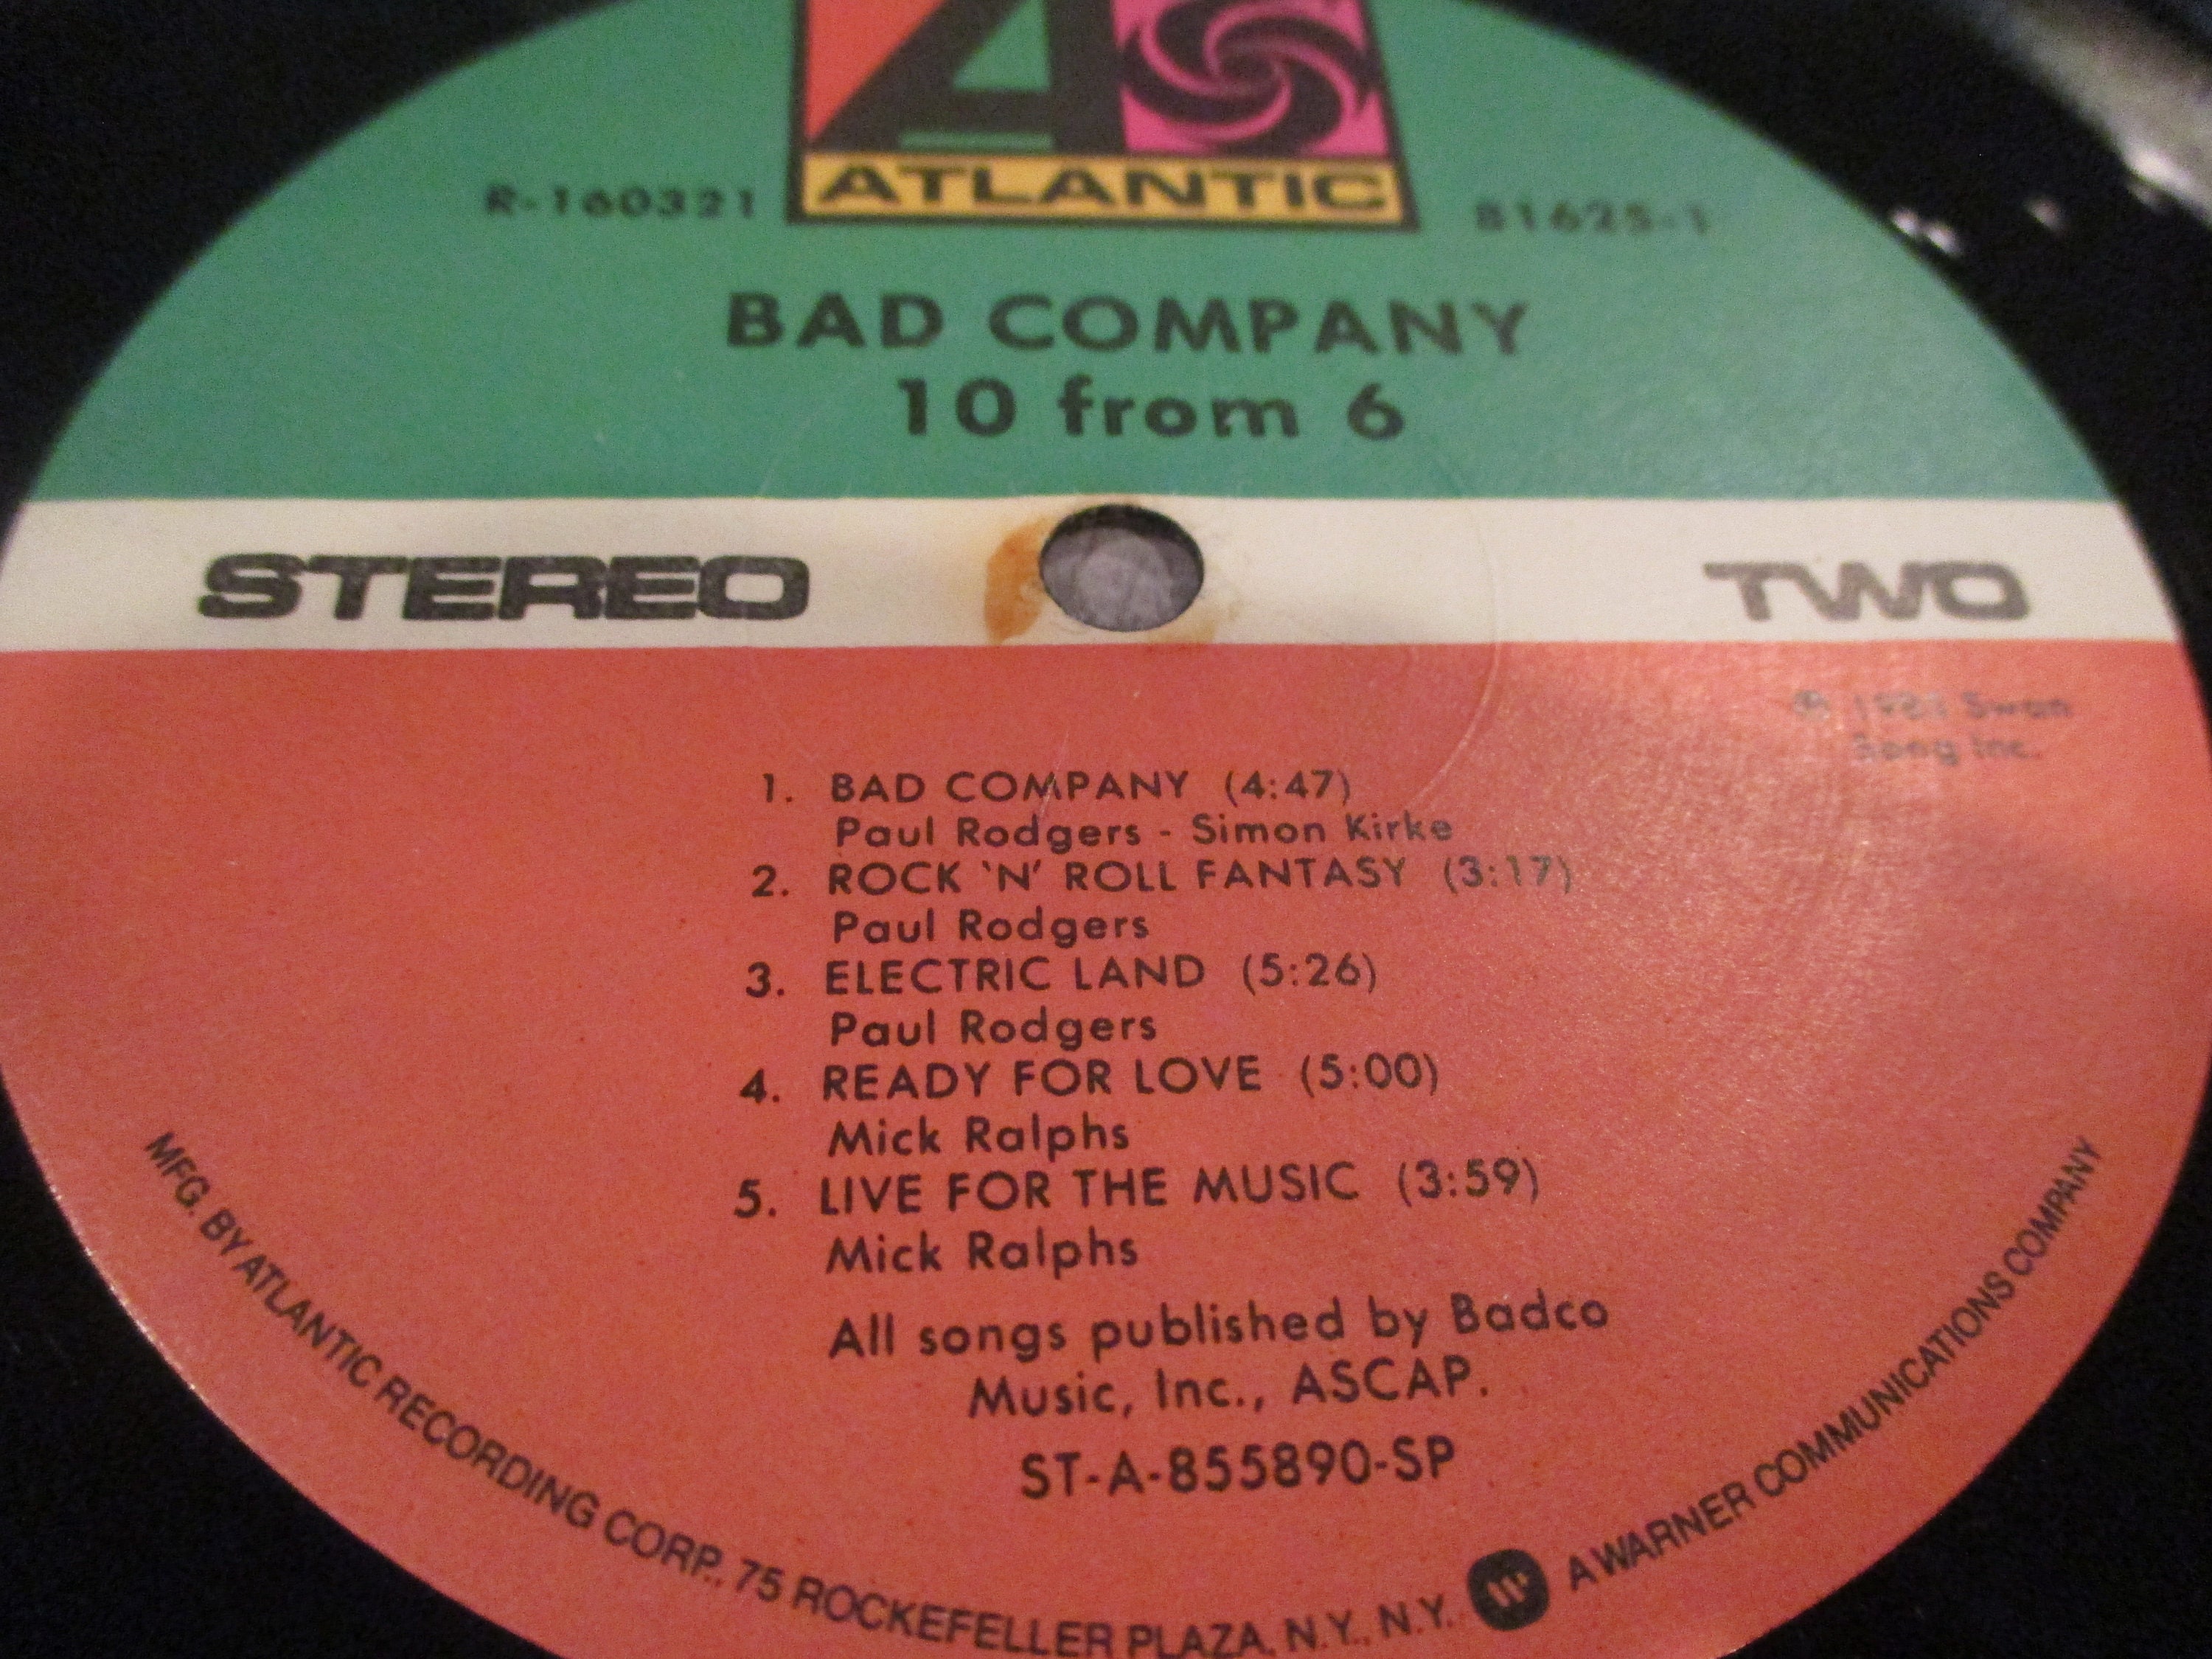 ATLANTIC
R-160321
81625-1
BAD COMPANY
10 from 6
STEREO
TWO
℗ Swan
Song Inc.
1. BAD COMPANY (4:47)
Paul Rodgers - Simon Kirke
2. ROCK 'N' ROLL FANTASY (3:17)
Paul Rodgers
3. ELECTRIC LAND (5:26)
Paul Rodgers
4. READY FOR LOVE (5:00)
Mick Ralphs
5. LIVE FOR THE MUSIC (3:59)
Mick Ralphs
All songs published by Badco
Music, Inc., ASCAP.
ST-A-855890-SP
MFG. BY ATLANTIC RECORDING CORP., 75 ROCKEFELLER PLAZA, N.Y., N.Y. A WARNER COMMUNICATIONS COMPANY